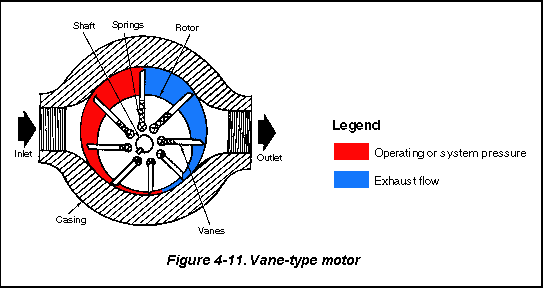 Shaft
Springs
Rotor
Inlet
Outlet
Casing
Vanes
Legend
Operating or system pressure
Exhaust flow
Figure 4-11. Vane-type motor